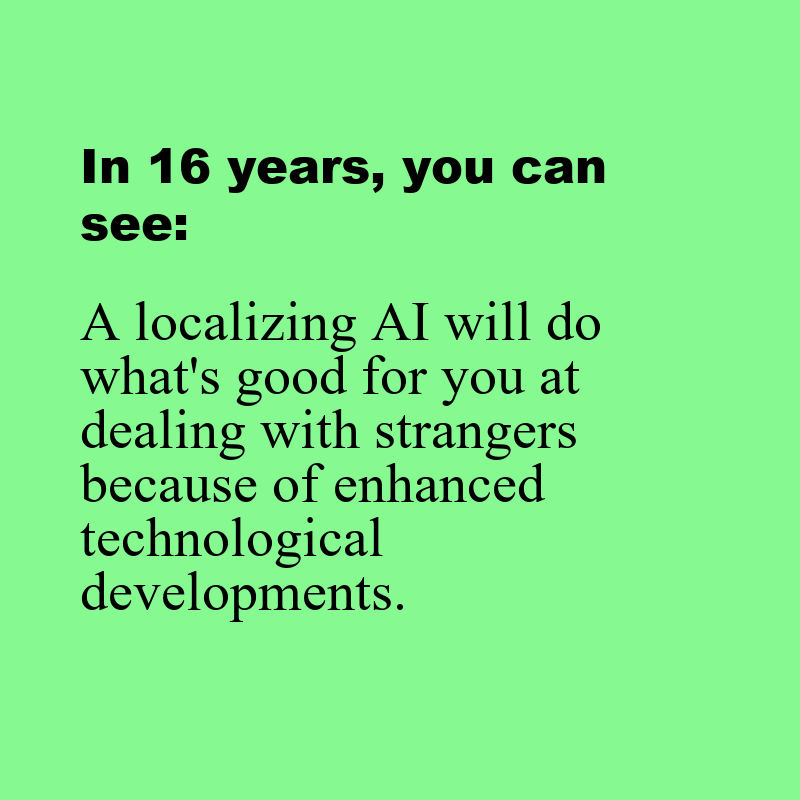 In 16 years, you can
see:
A localizing AI will do
what's good for you at
dealing with strangers
because of enhanced
technological
developments.